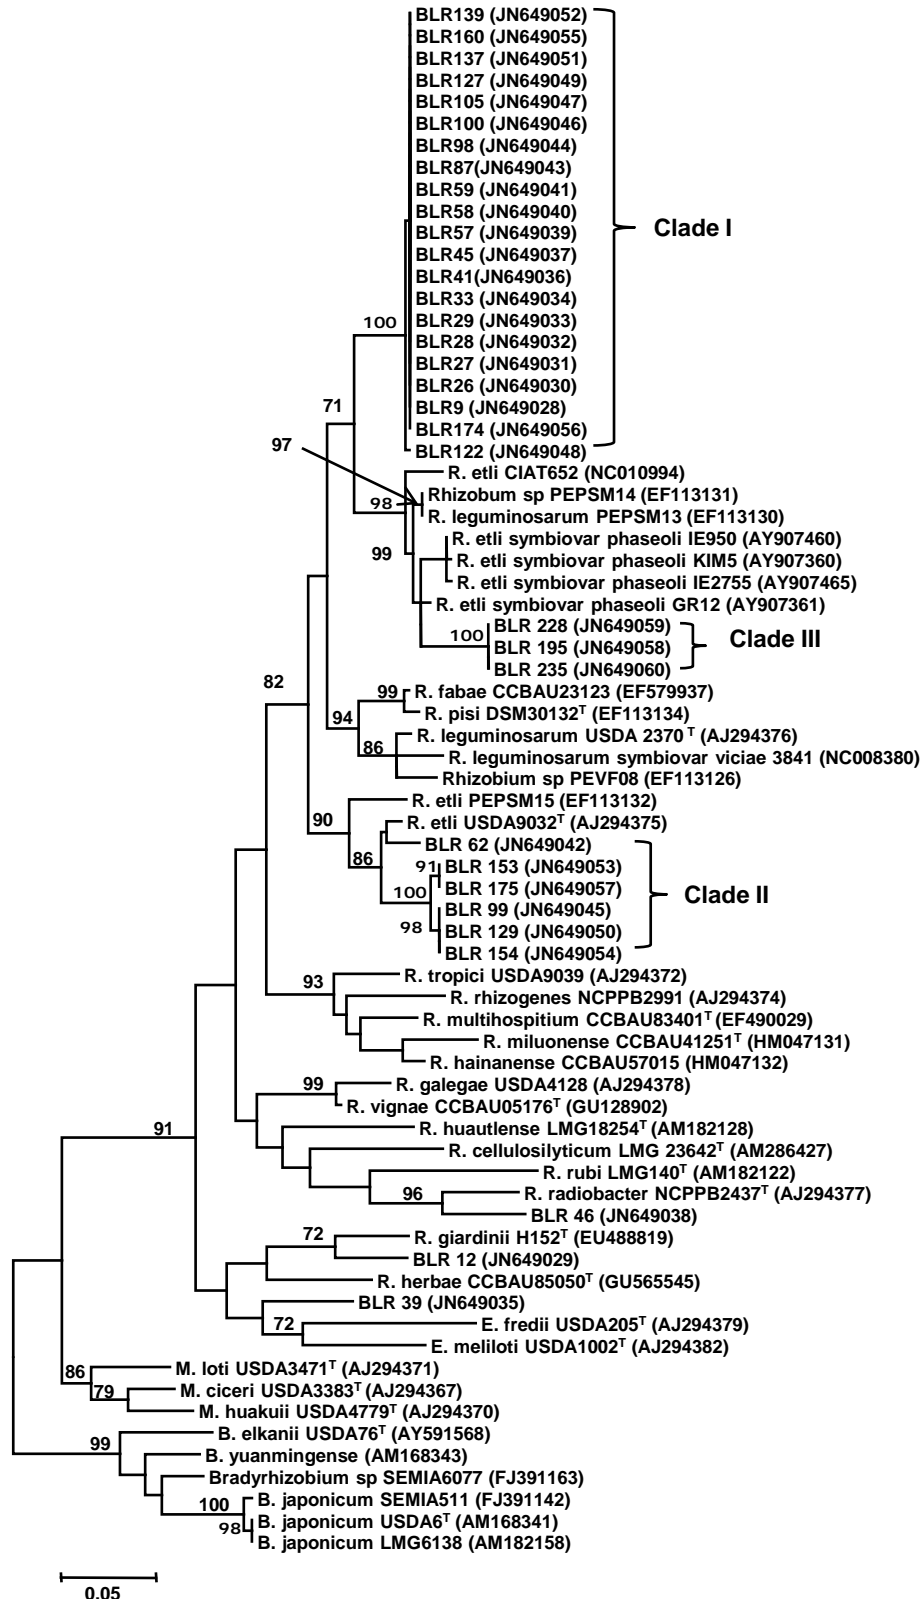 BLR139 (JN649052)
BLR160 (JN649055)
BLR137 (JN649051)
BLR127 (JN649049)
BLR105 (JN649047)
BLR100 (JN649046)
BLR98 (JN649044)
BLR87(JN649043)
BLR59 (JN649041)
BLR58 (JN649040)
Clade I
BLR57 (JN649039)
BLR45 (JN649037)
BLR41(JN649036)
BLR33 (JN649034)
BLR29 (JN649033)
100
BLR28 (JN649032)
BLR27 (JN649031)
BLR26 (JN649030)
71
BLR9 (JN649028)
BLR174 (JN649056)
97
BLR122 (JN649048)
R. etli CIAT652 (NC010994)
Rhizobum sp PEPSM14 (EF113131)
98
R. leguminosarum PEPSM13 (EF113130)
R. etli symbiovar phaseoli IE950 (AY907460)
99
R. etli symbiovar phaseoli KIM5 (AY907360)
R. etli symbiovar phaseoli IE2755 (AY907465)
R. etli symbiovar phaseoli GR12 (AY907361)
BLR 228 (JN649059)
100
BLR 195 (JN649058)
Clade III
BLR 235 (JN649060)
82
99
R. fabae CCBAU23123 (EF579937)
R. pisi DSM30132T (EF113134)
94
R. leguminosarum USDA 2370 T (AJ294376)
86
R. leguminosarum symbiovar viciae 3841 (NC008380)
Rhizobium sp PEVF08 (EF113126)
R. etli PEPSM15 (EF113132)
90
R. etli USDA9032T (AJ294375)
BLR 62 (JN649042)
86
91
BLR 153 (JN649053)
100
BLR 175 (JN649057)
Clade II
BLR 99 (JN649045)
98
BLR 129 (JN649050)
BLR 154 (JN649054)
93
R. tropici USDA9039 (AJ294372)
R. rhizogenes NCPPB2991 (AJ294374)
R. multihospitium CCBAU83401T (EF490029)
R. miluonense CCBAU41251T (HM047131)
R. hainanense CCBAU57015 (HM047132)
99
R. galegae USDA4128 (AJ294378)
R. vignae CCBAU05176T (GU128902)
91
R. huautlense LMG18254T (AM182128)
R. cellulosilyticum LMG 23642T (AM286427)
R. rubi LMG140T (AM182122)
96
R. radiobacter NCPPB2437T (AJ294377)
BLR 46 (JN649038)
72
R. giardinii H152T (EU488819)
BLR 12 (JN649029)
R. herbae CCBAU85050T (GU565545)
BLR 39 (JN649035)
72
E. fredii USDA205T (AJ294379)
E. meliloti USDA1002T (AJ294382)
86
M. loti USDA3471T (AJ294371)
79
M. ciceri USDA3383T (AJ294367)
M. huakuii USDA4779T (AJ294370)
99
B. elkanii USDA76T (AY591568)
B. yuanmingense (AM168343)
Bradyrhizobium sp SEMIA6077 (FJ391163)
100
B. japonicum SEMIA511 (FJ391142)
98
B. japonicum USDA6T (AM168341)
B. japonicum LMG6138 (AM182158)
0.05